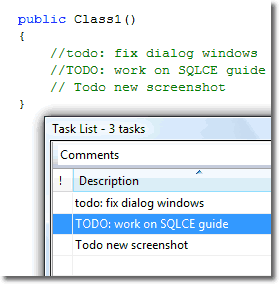 public Class1()
{
//todo: fix dialog windows
//TODO: work on SQLCE guide
// Todo new screenshot
}
Task List - 3 tasks
Comments
! Description
todo: fix dialog windows
TODO: work on SQLCE guide
Todo new screenshot